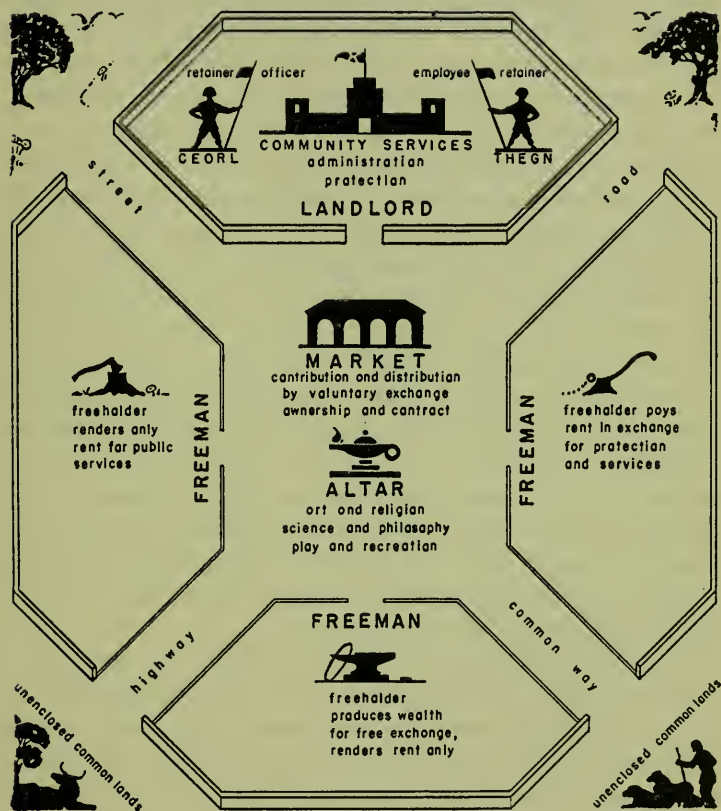 retainer officer
employee retainer
CEORL
COMMUNITY SERVICES
THEGN
administration
protection
LANDLORD
street
road
MARKET
contribution and distribution
by voluntary exchange
ownership and contract
FREEMAN
freeholder
renders only
rent for public
services
FREEMAN
freeholder pays
rent in exchange
for protection
and services
ALTAR
art and religion
science and philosophy
play and recreation
highway
common way
FREEMAN
freeholder
produces wealth
for free exchange,
renders rent only
unenclosed common lands
unenclosed common lands